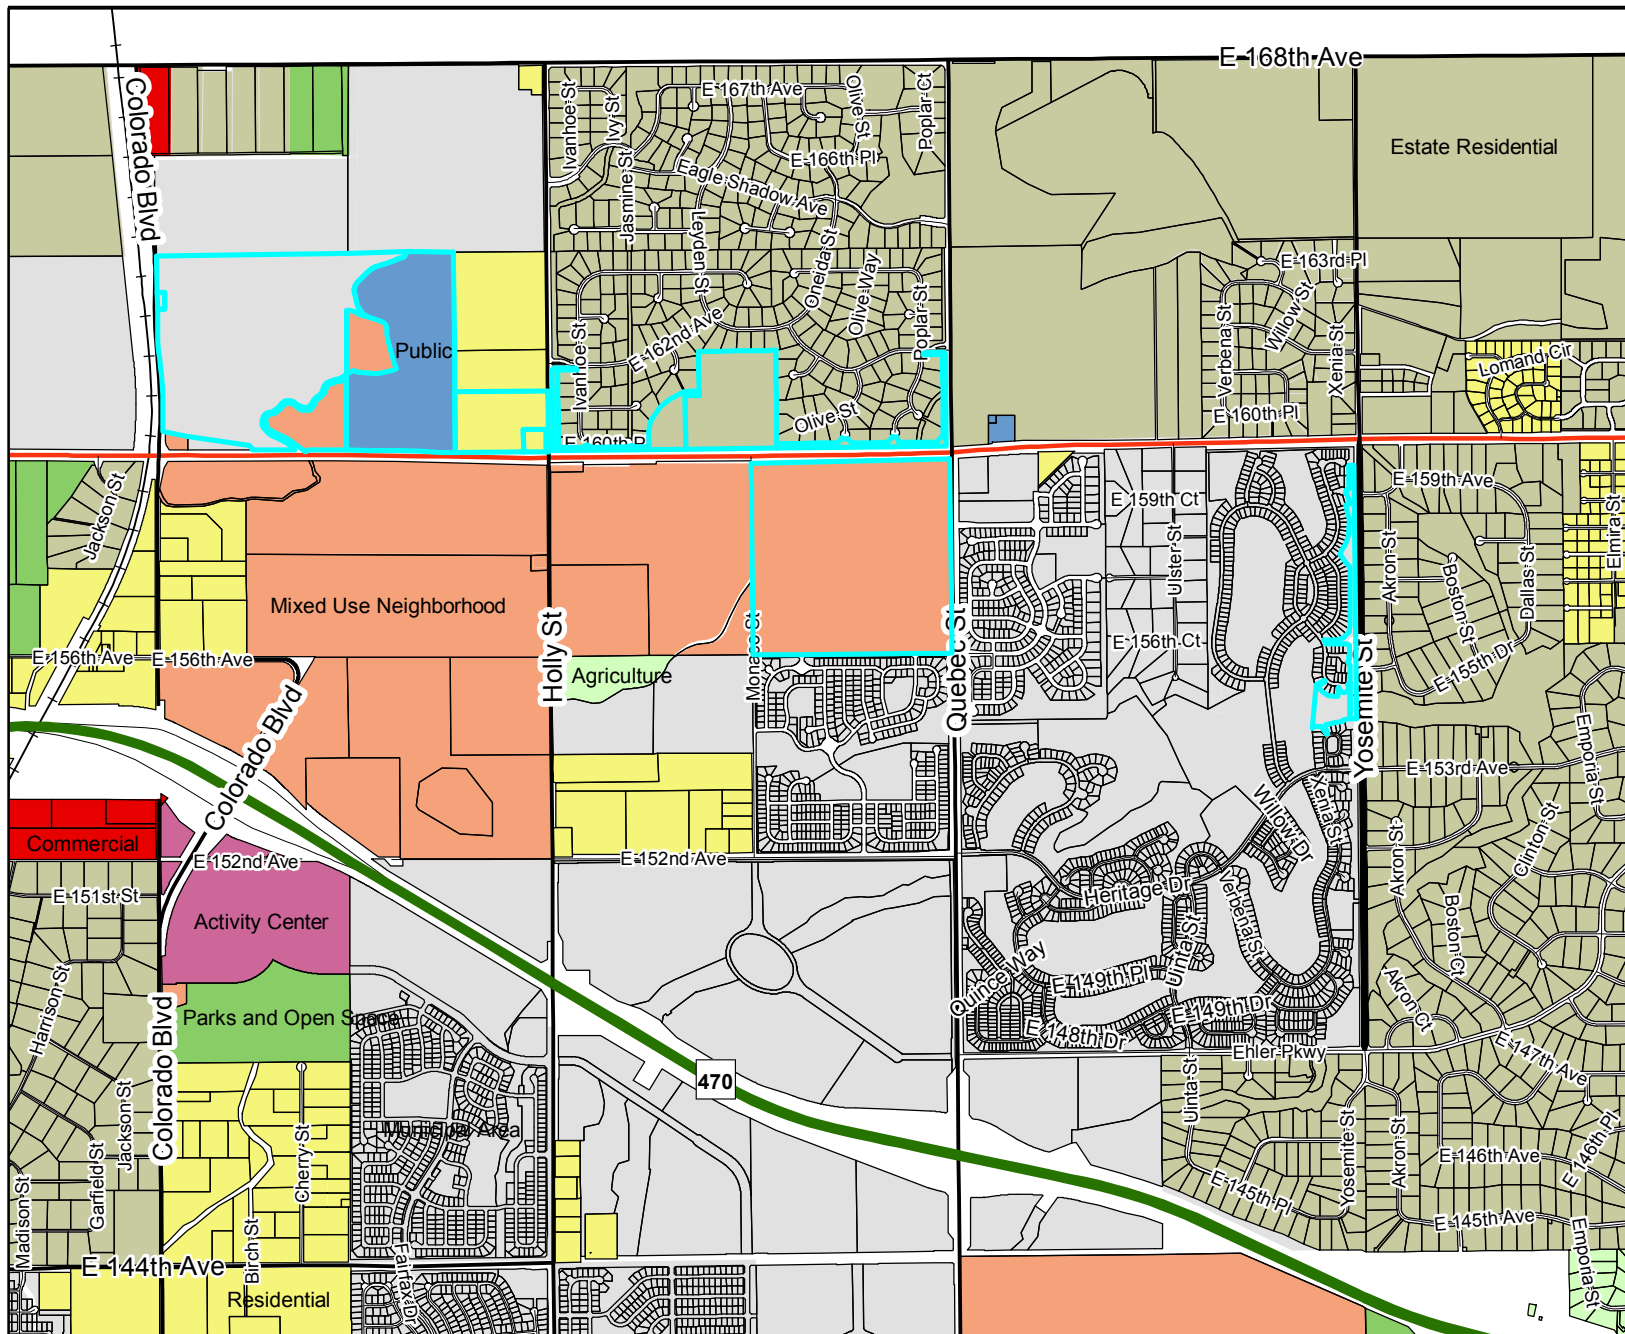 E 168th Ave
Colorado Blvd
Ivanhoe St
Ivy St
E 167th Ave
Olive St
Poplar Ct
E 166th Pl
Eagle Shadow Ave
Jasmine St
Leyden St
Oneida St
Olive Way
Estate Residential
E 163rd Pl
Willow St
Verbena St
Xenia St
Public
Ivanhoe St
E 162nd Ave
Poplar St
Lomand Cir
Olive St
E 160th Pl
E 160th P
Jackson St
E 159th Ct
E 159th Ave
Ulster St
Akron St
Boston St
Dallas St
Elmira St
Mixed Use Neighborhood
Holly St
Monaco St
Quebec St
E 156th Ct
E 156th Ave
E 156th Ave
Agriculture
Yosemite St
E 155th Dr
Colorado Blvd
Emporia St
E 153rd Ave
Willow Dr
Xenia St
Commercial
E 152nd Ave
E 152nd Ave
Akron St
Clinton St
E 151st St
Heritage Dr
Verbena St
Activity Center
Uinta St
Boston Ct
Harrison St
Quince Way
E 149th Pl
E 149th Dr
Akron Ct
Colorado Blvd
Parks and Open Space
E 148th Dr
Ehler Pkwy
E 147th Ave
470
Jackson St
Uinta St
Municipal Area
Cherry St
Garfield St
Madison St
Yosemite St
Akron St
E 146th Ave
E 146th Pl
E 145th Pl
E 145th Ave
Birch St
Fairfax Dr
Emporia St
E 144th Ave
Residential